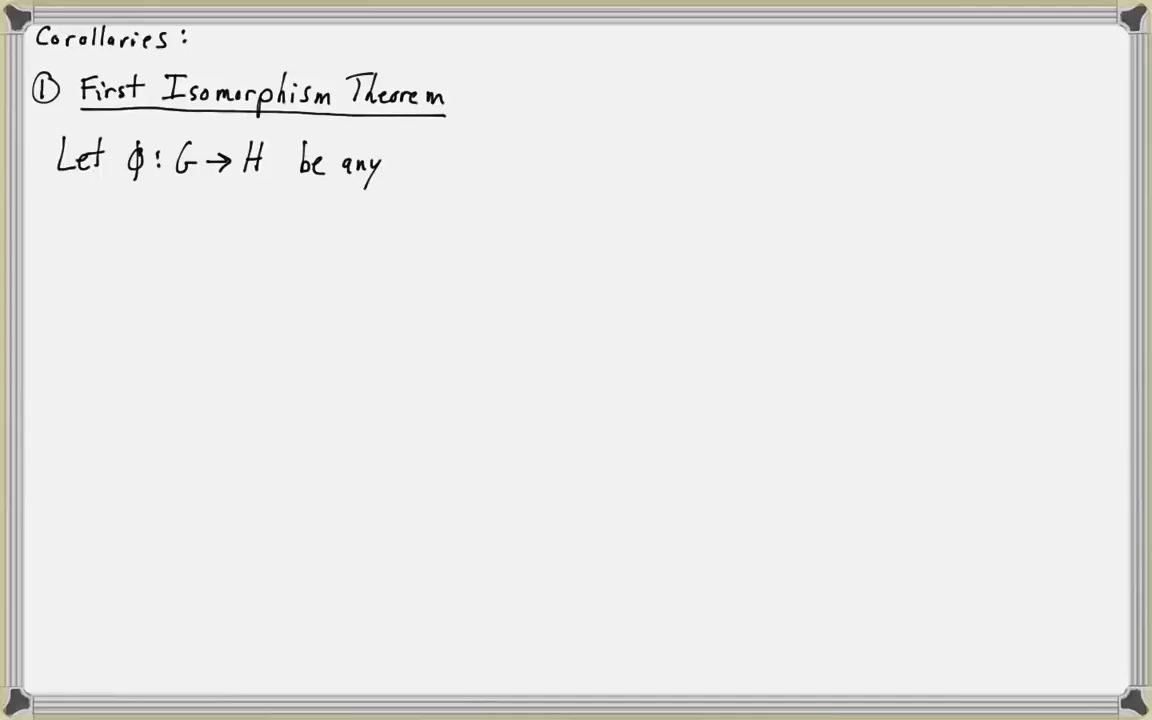 Corollaries:
① First Isomorphism Theorem
Let ϕ: G → H be any